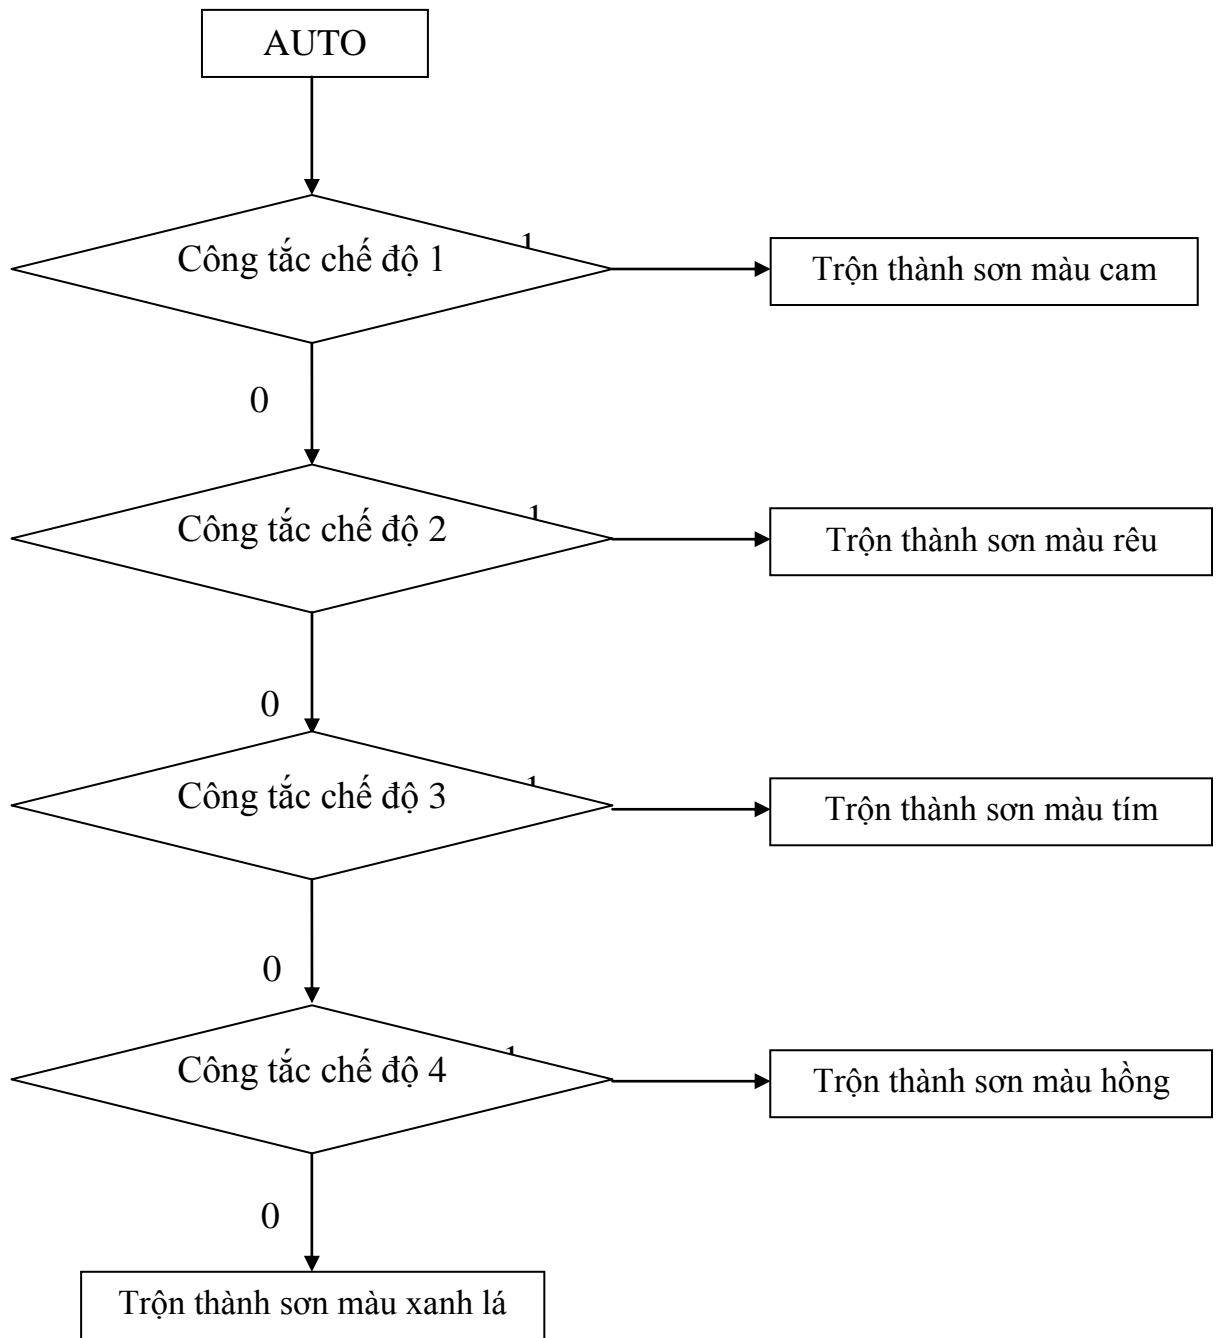 AUTO
Công tắc chế độ 1
1
Trộn thành sơn màu cam
0
Công tắc chế độ 2
1
Trộn thành sơn màu rêu
0
Công tắc chế độ 3
1
Trộn thành sơn màu tím
0
Công tắc chế độ 4
1
Trộn thành sơn màu hồng
0
Trộn thành sơn màu xanh lá